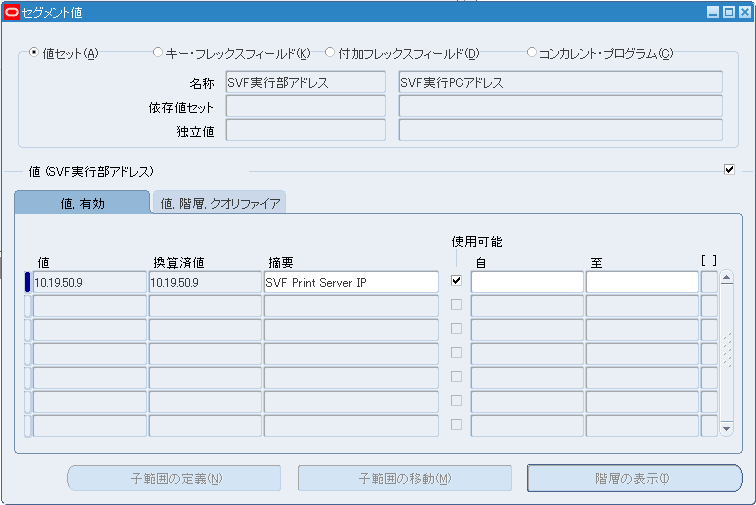 セグメント値
値セット(A) キー・フレックスフィールド(K) 付加フレックスフィールド(D) コンカレント・プログラム(C)
名称 SVF実行部アドレス SVF実行PCアドレス
依存値セット
独立値
値 (SVF実行部アドレス)
値, 有効 値, 階層, クオリファイア
使用可能
値 換算済値 摘要 自 至 [ ]
10.19.50.9 10.19.50.9 SVF Print Server IP
子範囲の定義(N) 子範囲の移動(M) 階層の表示(I)